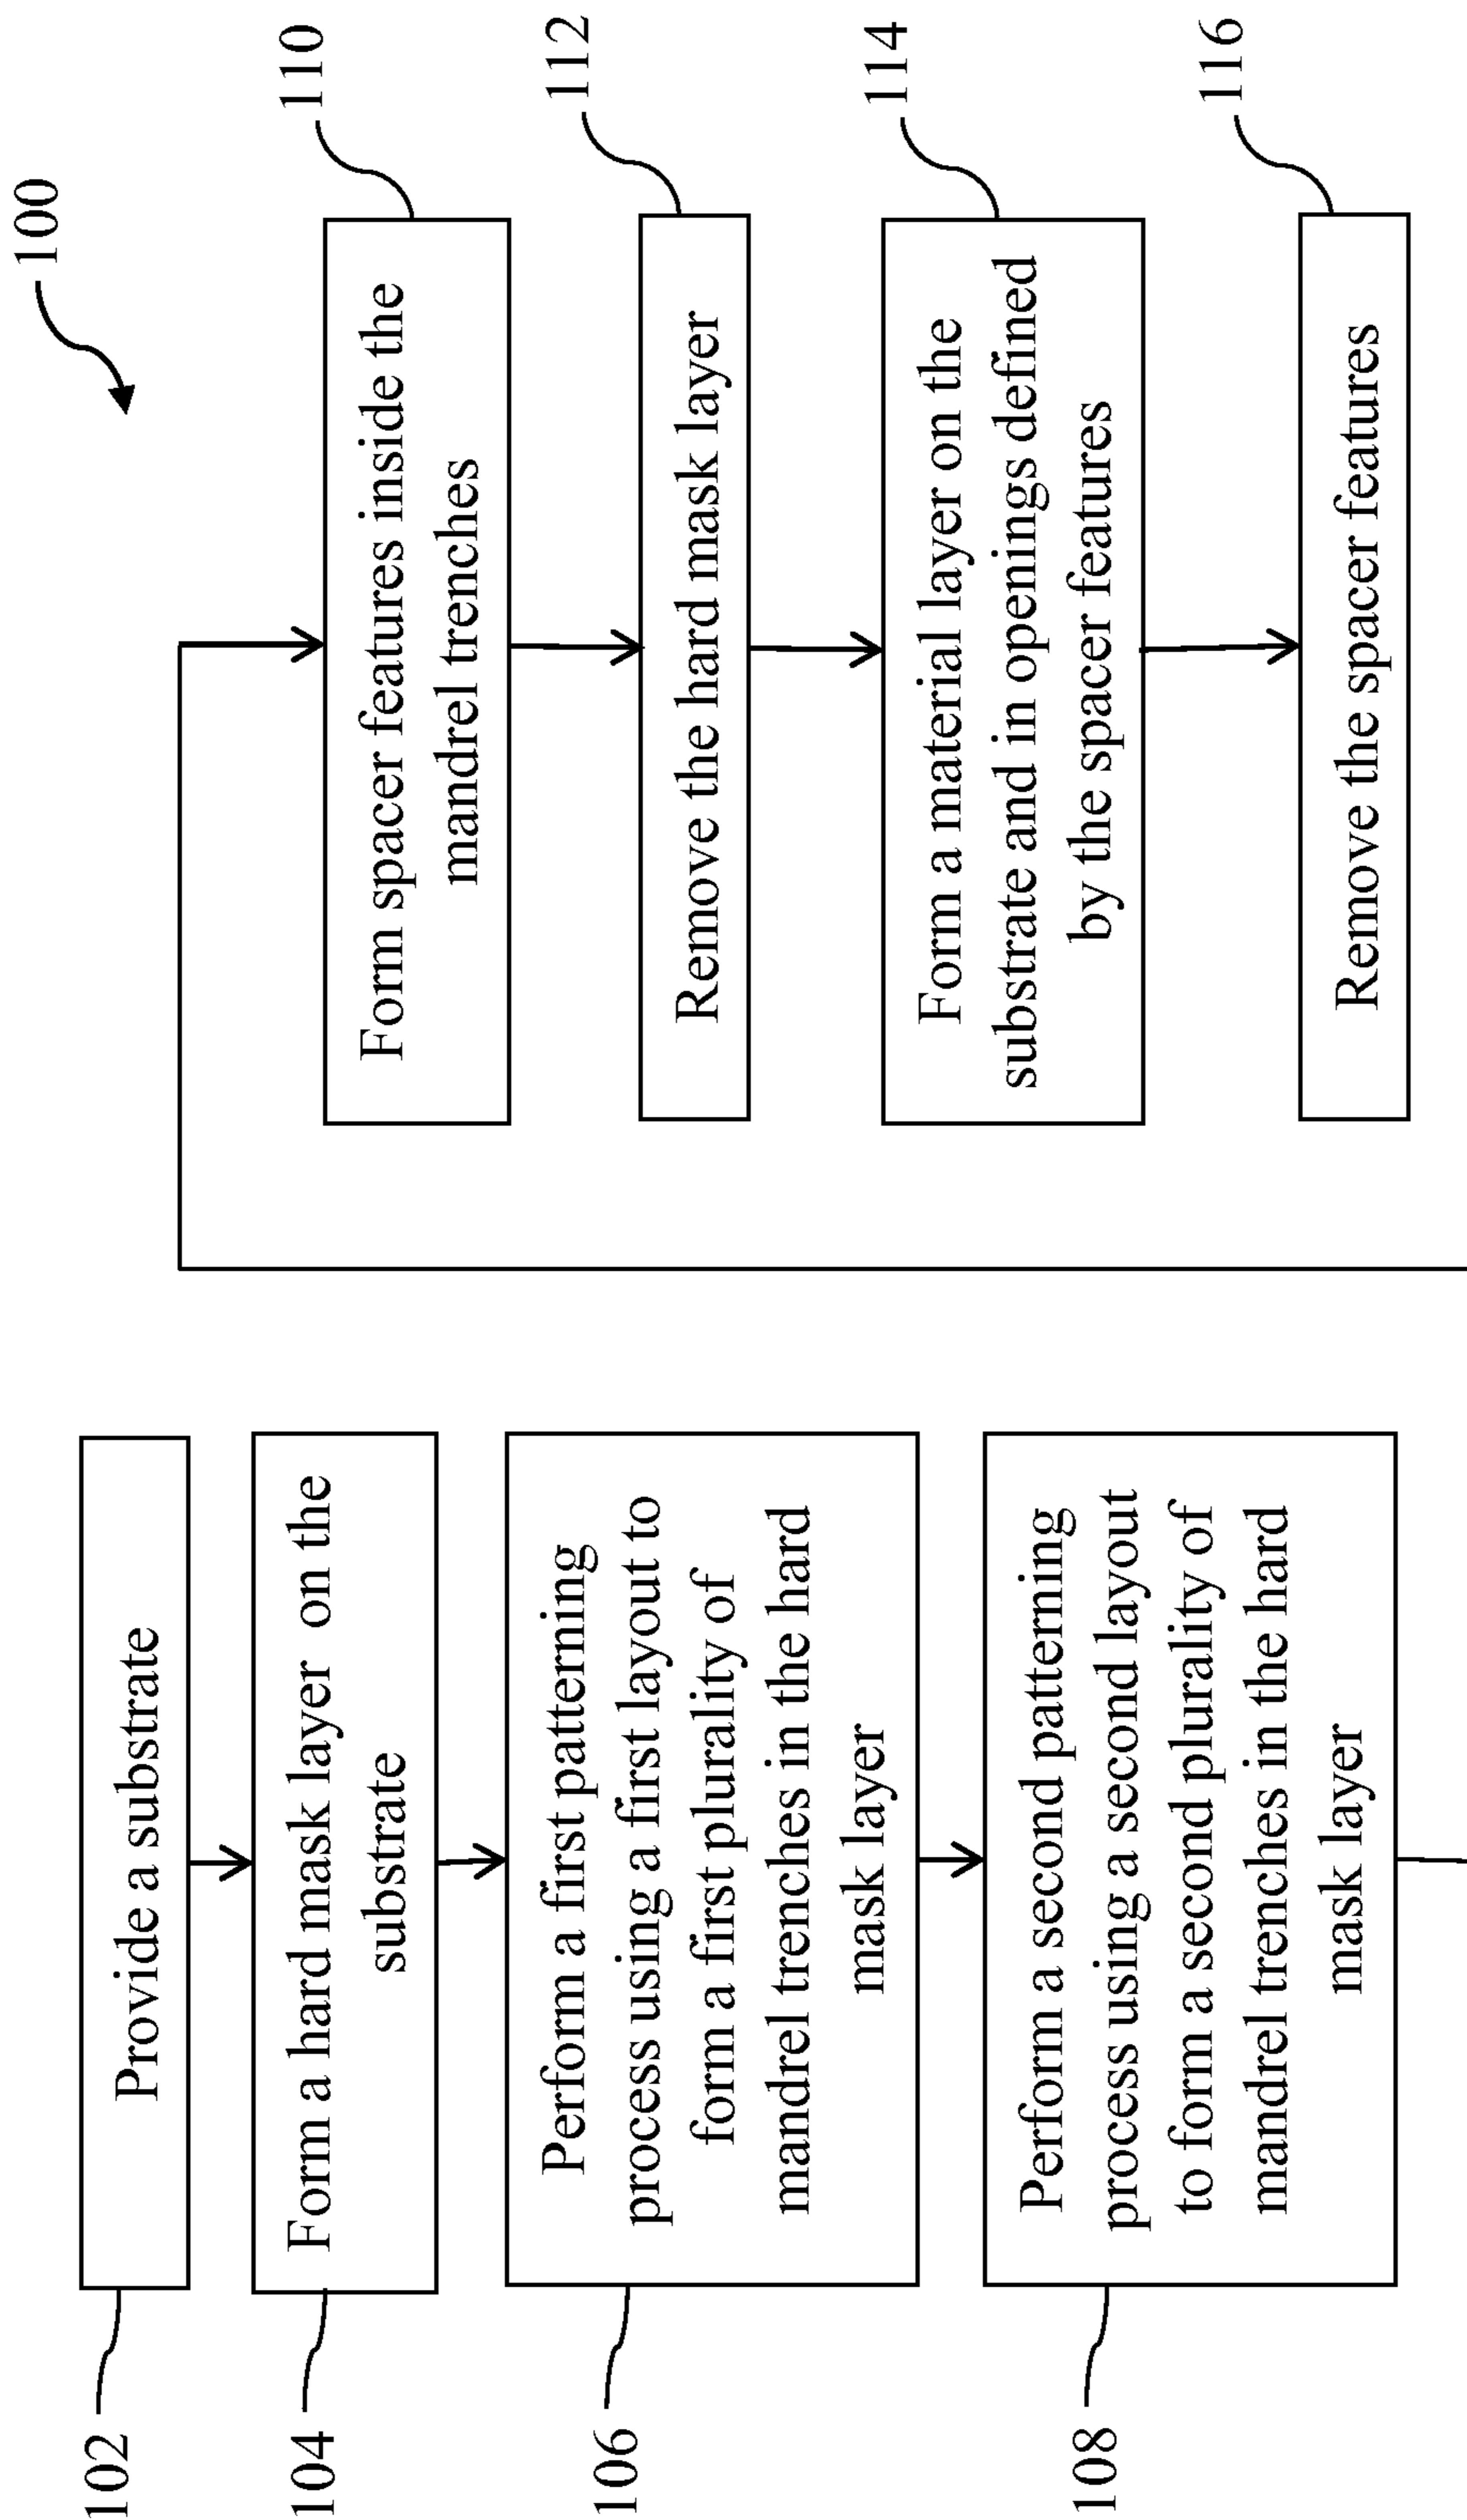 100
102
Provide a substrate
104
Form a hard mask layer on the
substrate
106
Perform a first patterning
process using a first layout to
form a first plurality of
mandrel trenches in the hard
mask layer
108
Perform a second patterning
process using a second layout
to form a second plurality of
mandrel trenches in the hard
mask layer
110
Form spacer features inside the
mandrel trenches
112
Remove the hard mask layer
114
Form a material layer on the
substrate and in openings defined
by the spacer features
116
Remove the spacer features